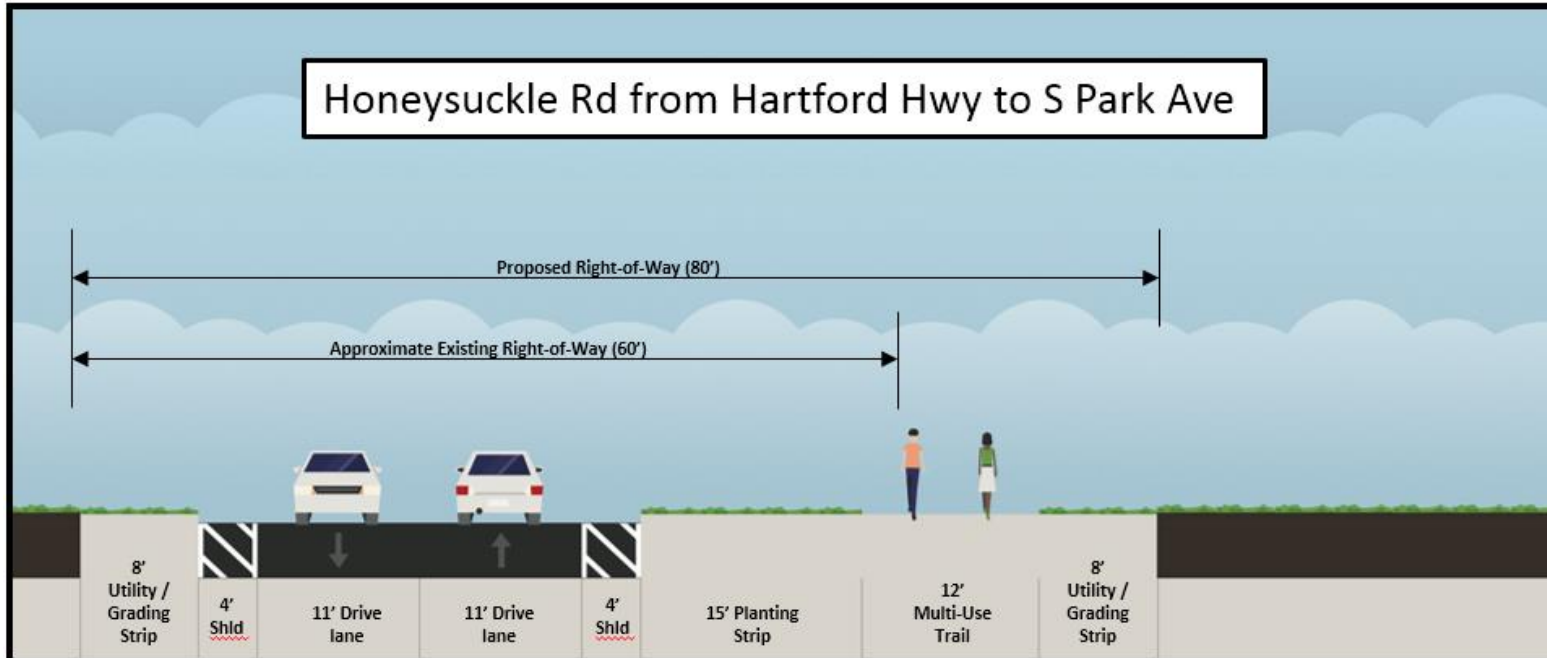 Honeysuckle Rd from Hartford Hwy to S Park Ave
Proposed Right-of-Way (80’)
Approximate Existing Right-of-Way (60’)
8’
Utility /
Grading
Strip
4’
Shld
11’ Drive
lane
11’ Drive
lane
4’
Shld
15’ Planting
Strip
12’
Multi-Use
Trail
8’
Utility /
Grading
Strip